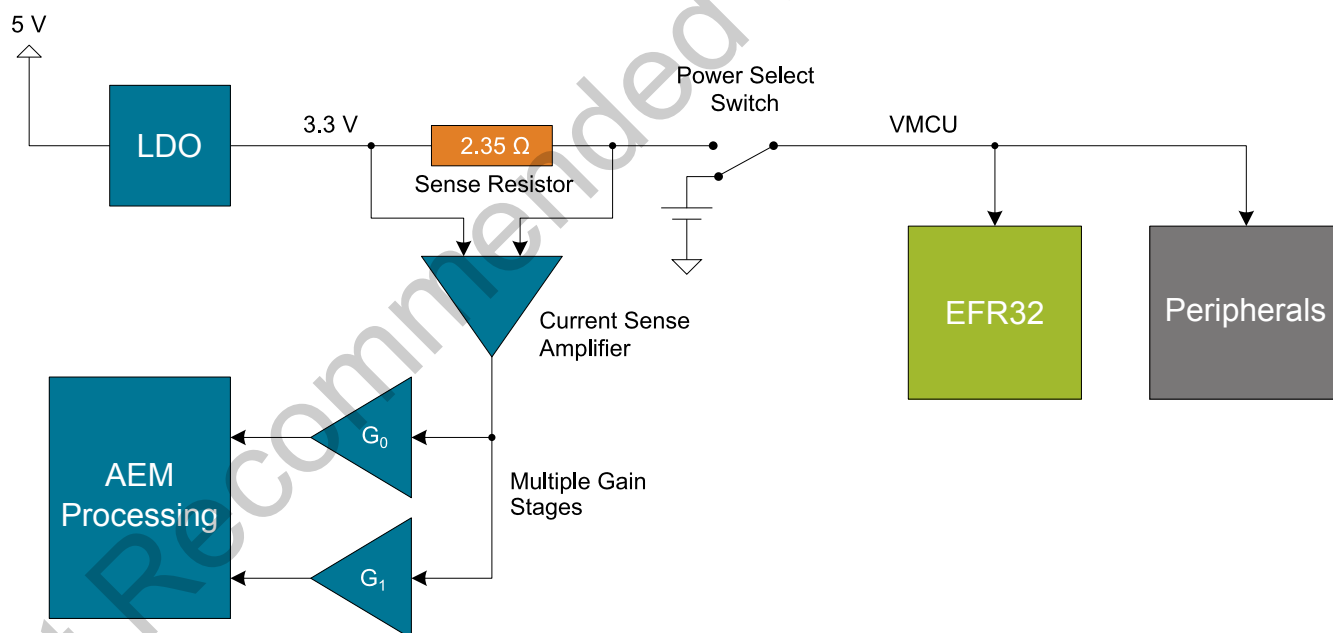 5 V
LDO
3.3 V
2.35 Ω
Sense Resistor
Power Select
Switch
VMCU
EFR32
Peripherals
Current Sense
Amplifier
G0
Multiple Gain
Stages
AEM
Processing
G1
Recommended